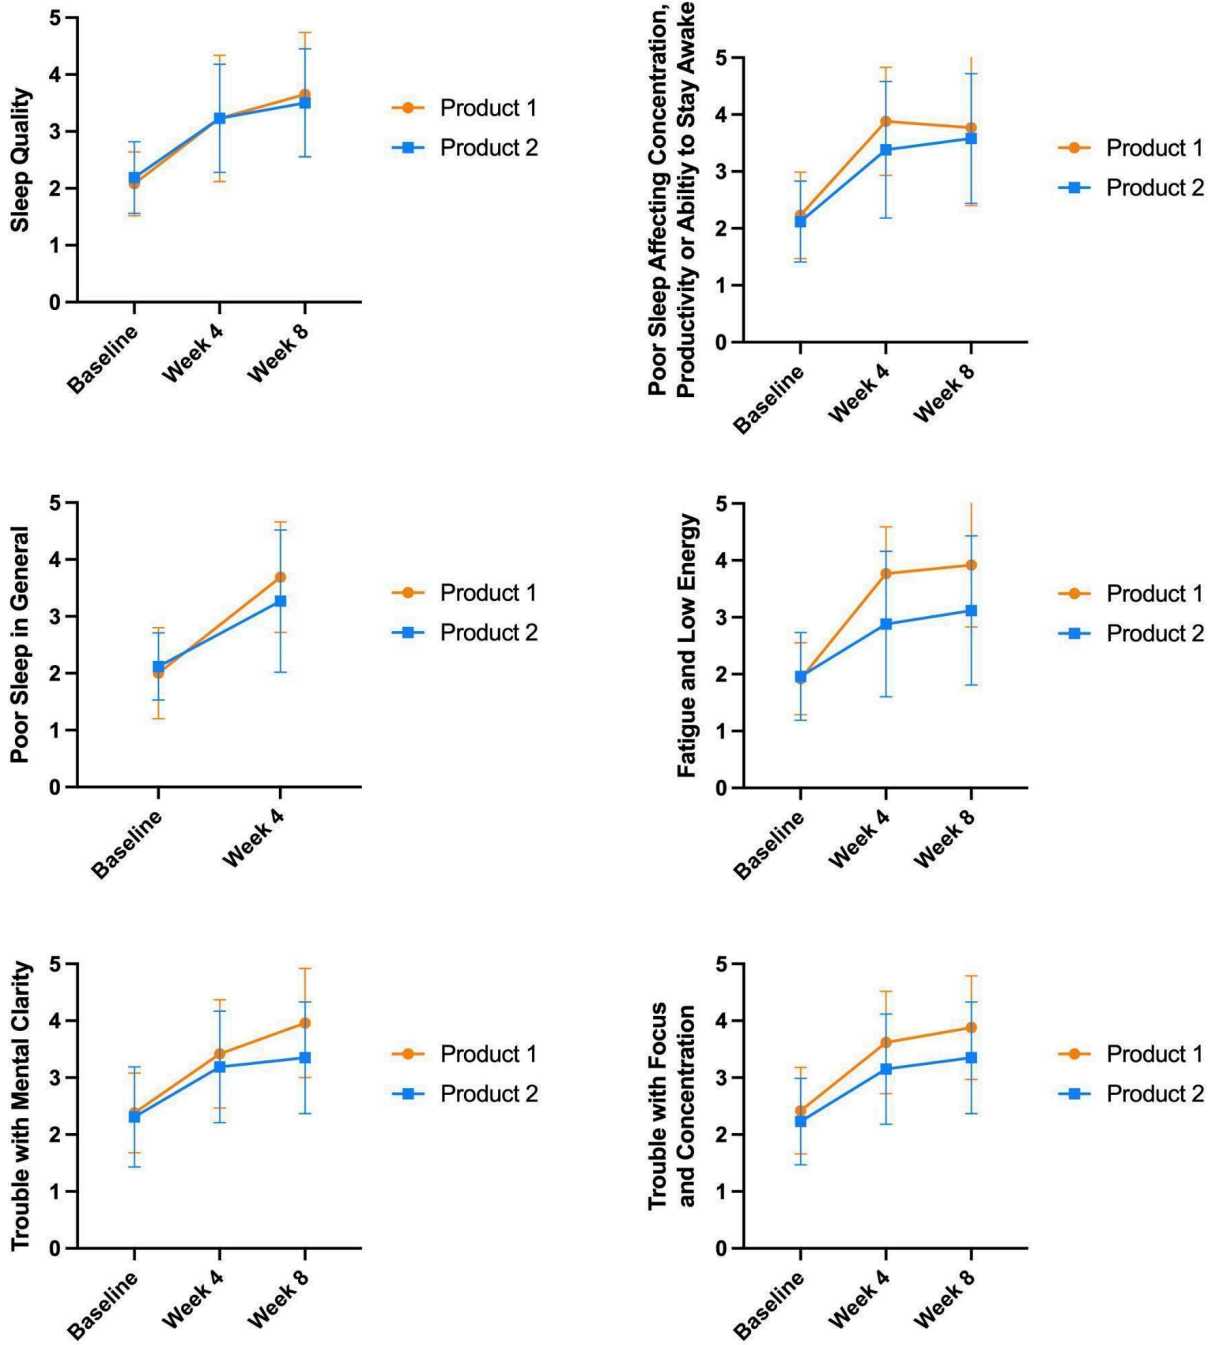 Sleep Quality
5
4
3
2
1
0
Baseline
Week 4
Week 8
Product 1
Product 2
Poor Sleep Affecting Concentration,
Productivity or Abiltiy to Stay Awake
5
4
3
2
1
0
Baseline
Week 4
Week 8
Product 1
Product 2
Poor Sleep in General
5
4
3
2
1
0
Baseline
Week 4
Product 1
Product 2
Fatigue and Low Energy
5
4
3
2
1
0
Baseline
Week 4
Week 8
Product 1
Product 2
Trouble with Mental Clarity
5
4
3
2
1
0
Baseline
Week 4
Week 8
Product 1
Product 2
Trouble with Focus
and Concentration
5
4
3
2
1
0
Baseline
Week 4
Week 8
Product 1
Product 2